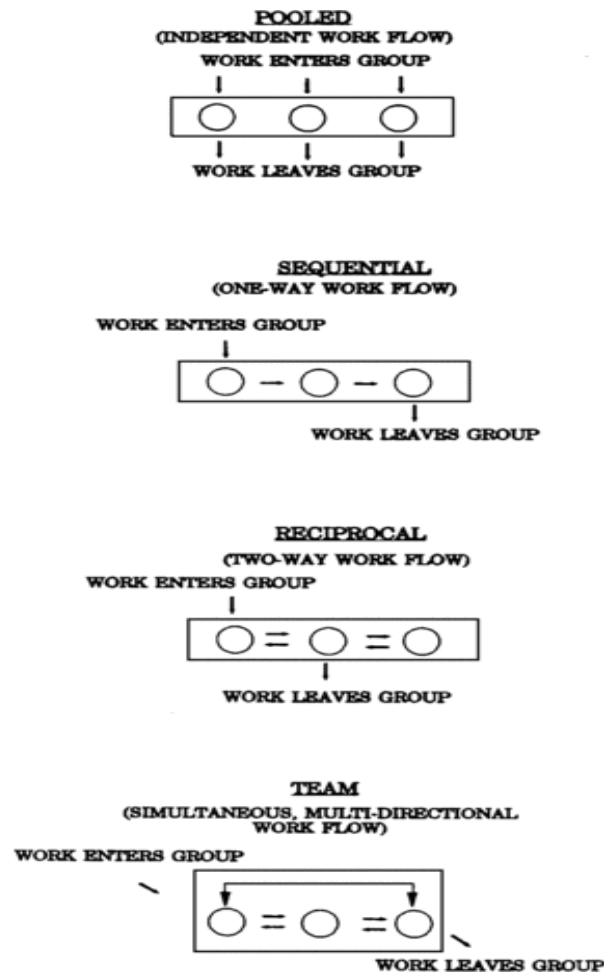 POOLED
(INDEPENDENT WORK FLOW)
WORK ENTERS GROUP
WORK LEAVES GROUP
SEQUENTIAL
(ONE-WAY WORK FLOW)
WORK ENTERS GROUP
WORK LEAVES GROUP
RECIPROCAL
(TWO-WAY WORK FLOW)
WORK ENTERS GROUP
WORK LEAVES GROUP
TEAM
(SIMULTANEOUS, MULTI-DIRECTIONAL
WORK FLOW)
WORK ENTERS GROUP
WORK LEAVES GROUP